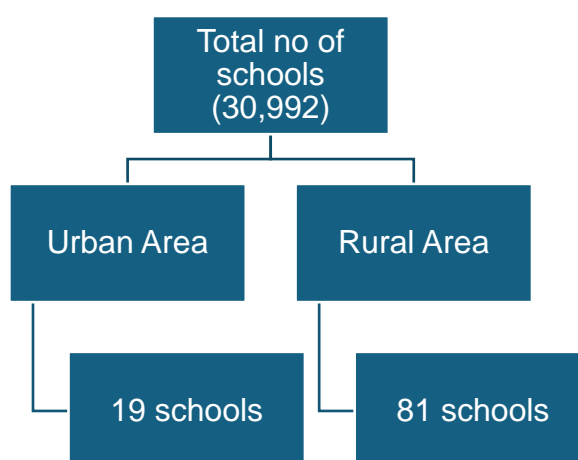 Total no of
schools
(30,992)
Urban Area
Rural Area
19 schools
81 schools